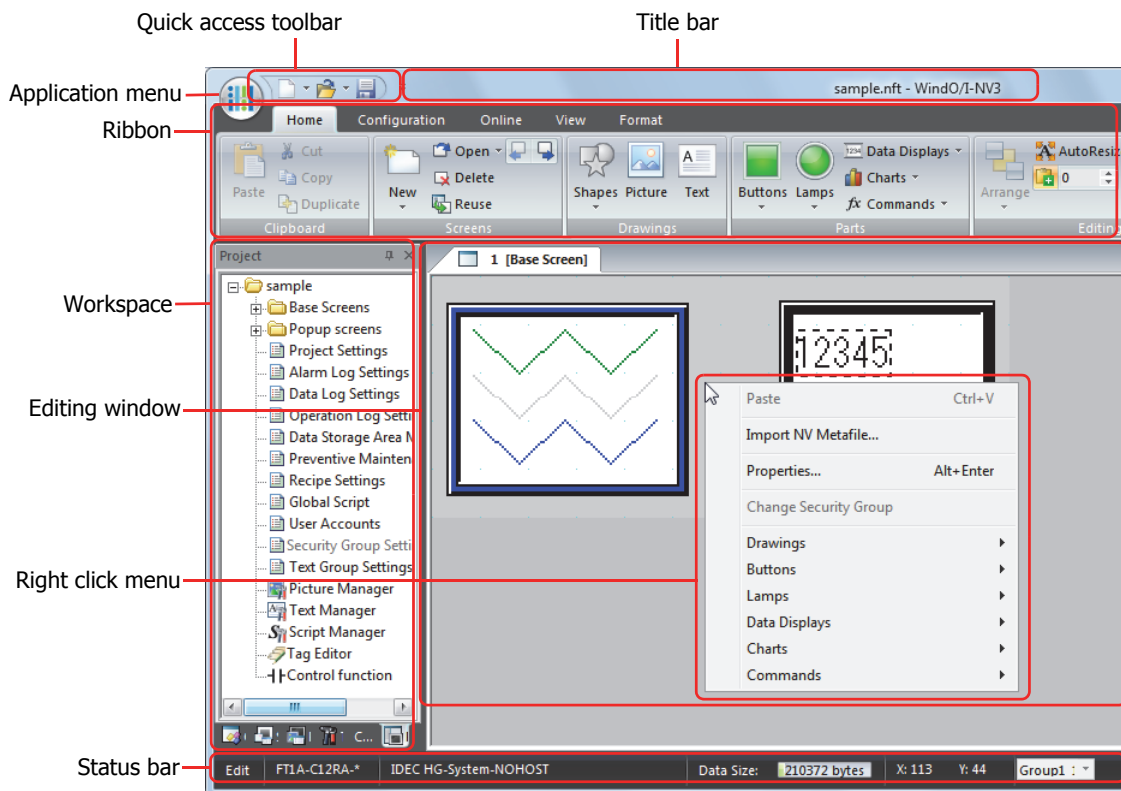 Quick access toolbar
Title bar
Application menu
sample.nft - WindO/I-NV3
Ribbon
Home Configuration Online View Format
Paste
Cut
Copy
Duplicate
Clipboard
New
Open
Delete
Reuse
Screens
Shapes Picture Text
A
Drawings
Buttons Lamps
1234 Data Displays
Charts
fx Commands
Parts
Arrange
A AutoResiz
0
Editing
Workspace
Project
sample
Base Screens
Popup screens
Project Settings
Alarm Log Settings
Data Log Settings
Operation Log Setti
Data Storage Area M
Preventive Mainten
Recipe Settings
Global Script
User Accounts
Security Group Setti
Text Group Settings
Picture Manager
Text Manager
Script Manager
Tag Editor
Control function
C...
1 [Base Screen]
12345
Editing window
Right click menu
Paste Ctrl+V
Import NV Metafile...
Properties... Alt+Enter
Change Security Group
Drawings
Buttons
Lamps
Data Displays
Charts
Commands
Status bar
Edit FT1A-C12RA-* IDEC HG-System-NOHOST Data Size: 210372 bytes X: 113 Y: 44 Group1 :